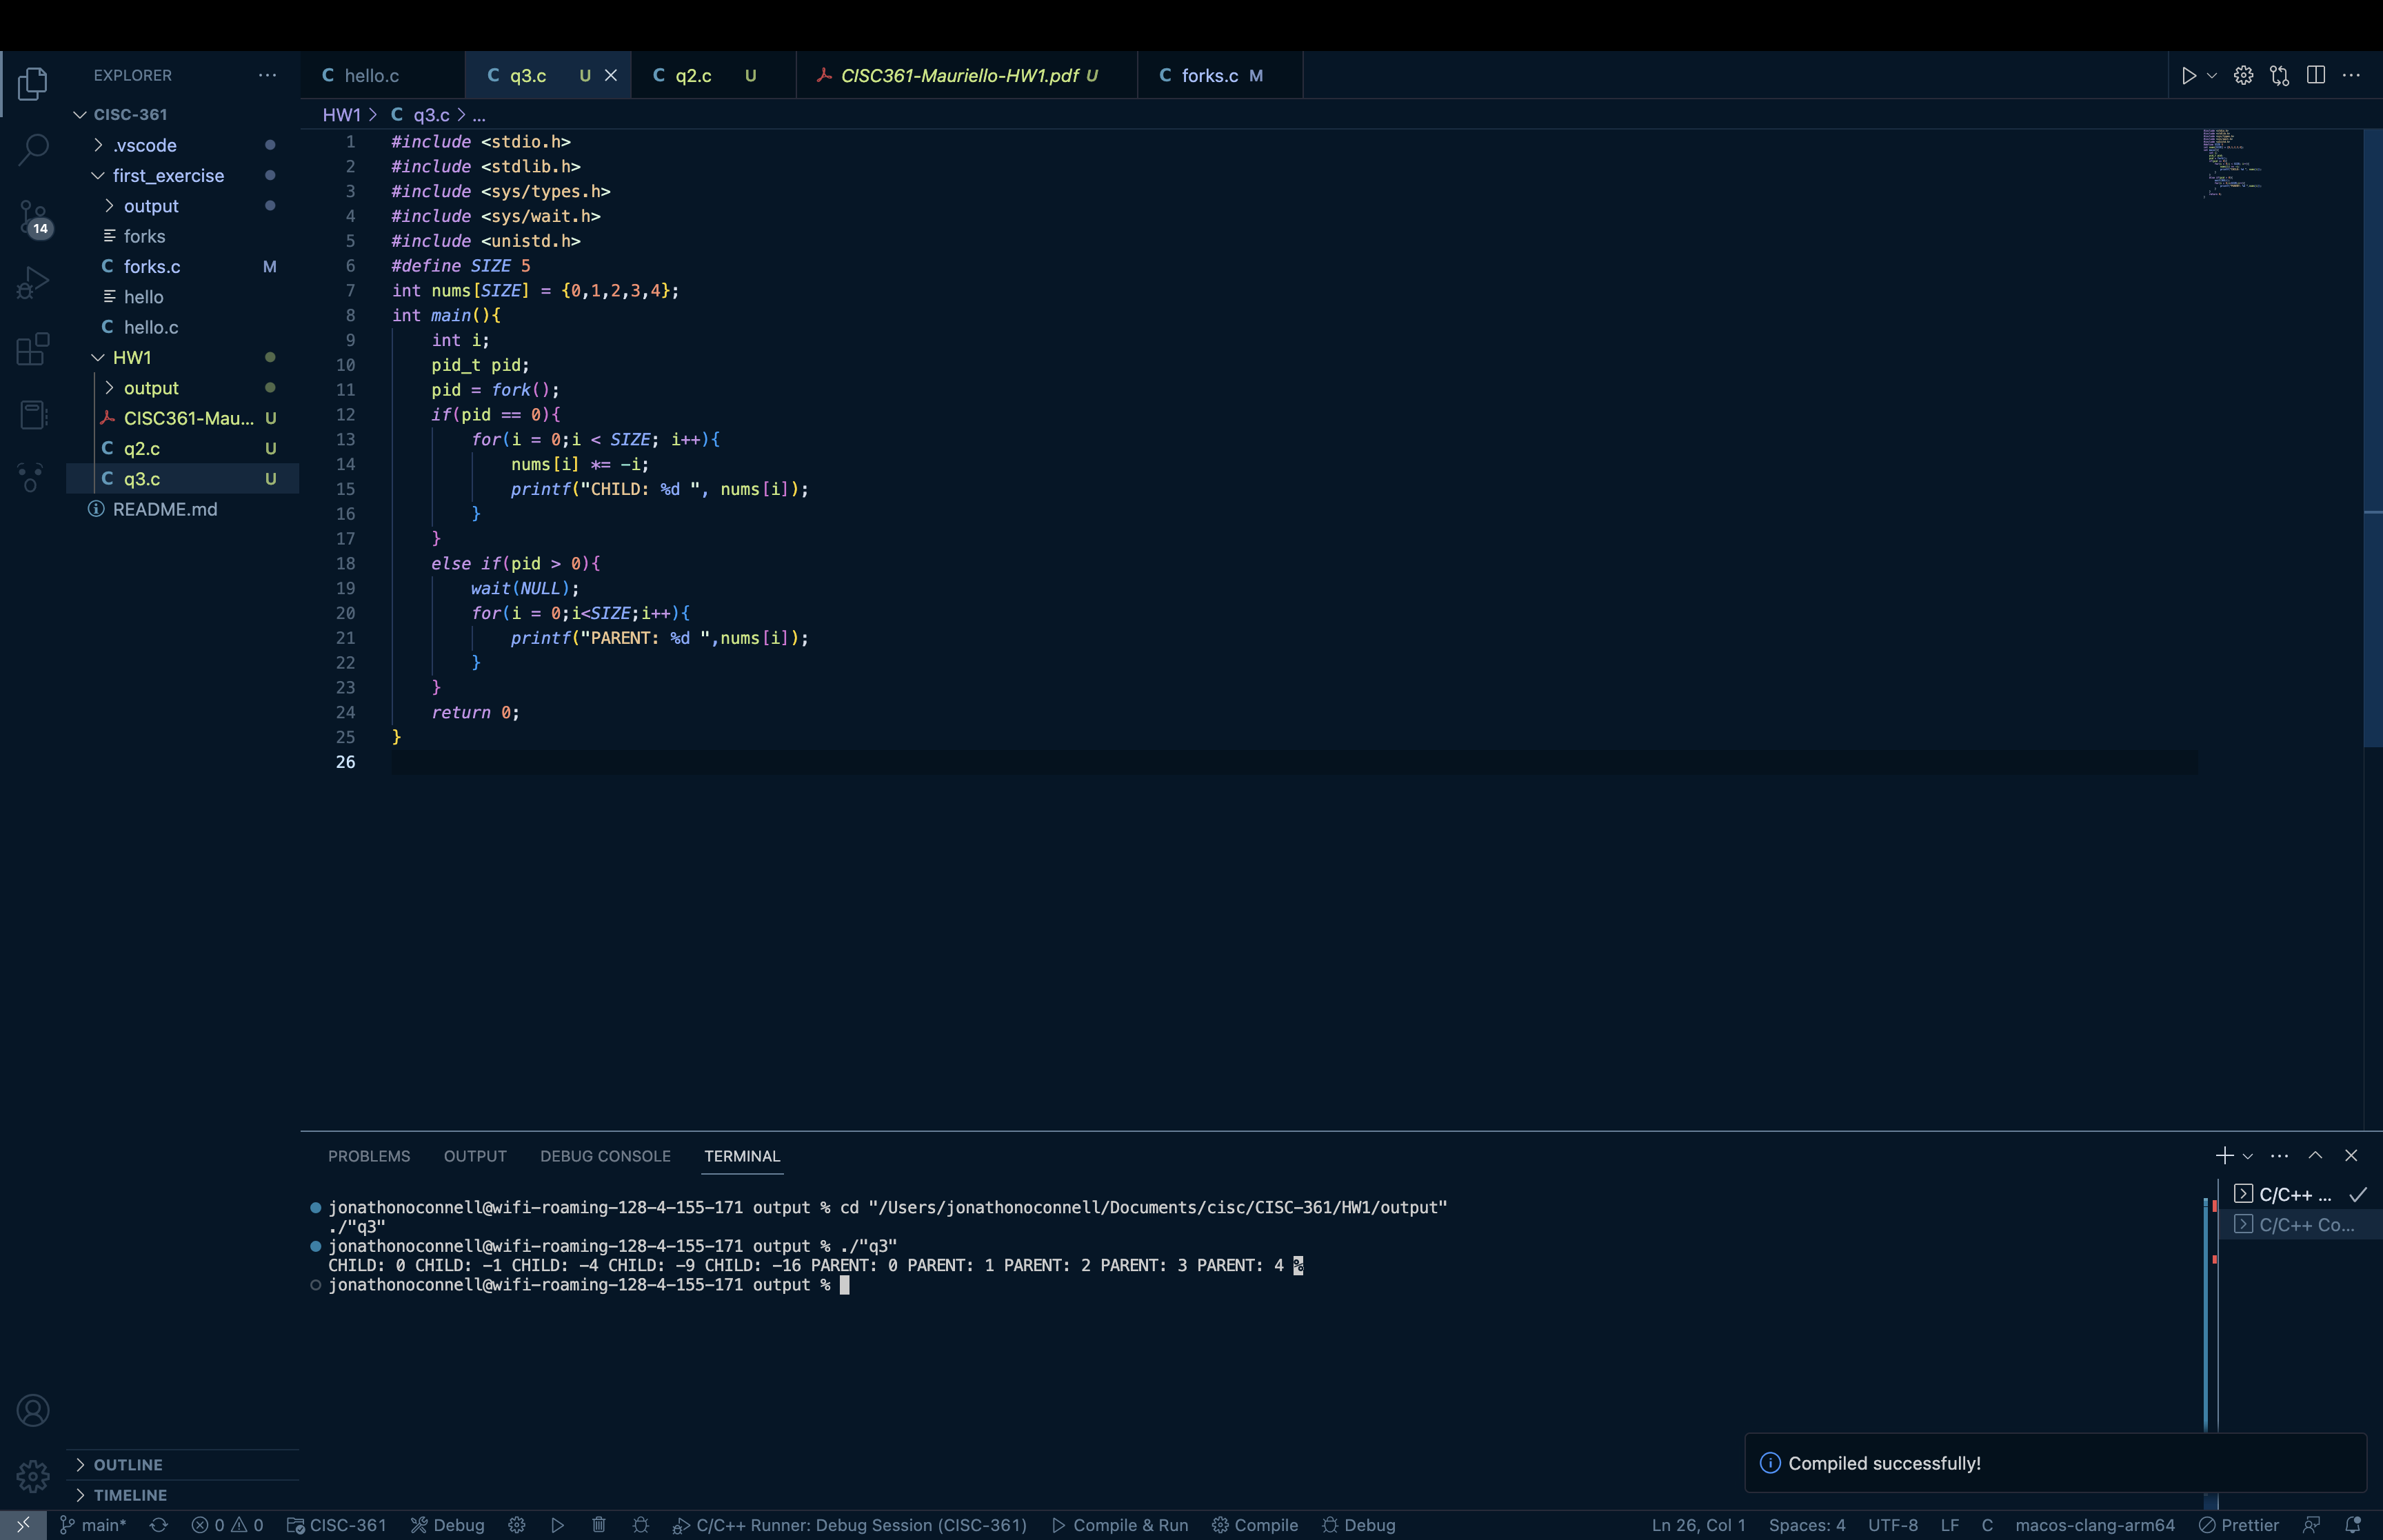 EXPLORER
CISC-361
.vscode
first_exercise
output
forks
forks.c M
hello
hello.c
HW1
output
CISC361-Mau... U
q2.c U
q3.c U
README.md
14
OUTLINE
TIMELINE
hello.c
q3.c U
q2.c U
CISC361-Mauriello-HW1.pdf U
forks.c M
HW1 > C q3.c > ...
1 #include <stdio.h>
2 #include <stdlib.h>
3 #include <sys/types.h>
4 #include <sys/wait.h>
5 #include <unistd.h>
6 #define SIZE 5
7 int nums[SIZE] = {0,1,2,3,4};
8 int main(){
9 int i;
10 pid_t pid;
11 pid = fork();
12 if(pid == 0){
13 for(i = 0;i < SIZE; i++){
14 nums[i] *= -i;
15 printf("CHILD: %d ", nums[i]);
16 }
17 }
18 else if(pid > 0){
19 wait(NULL);
20 for(i = 0;i<SIZE;i++){
21 printf("PARENT: %d ",nums[i]);
22 }
23 }
24 return 0;
25 }
26
PROBLEMS OUTPUT DEBUG CONSOLE TERMINAL
jonathonoconnell@wifi-roaming-128-4-155-171 output % cd "/Users/jonathonoconnell/Documents/cisc/CISC-361/HW1/output"
./"q3"
jonathonoconnell@wifi-roaming-128-4-155-171 output % ./"q3"
CHILD: 0 CHILD: -1 CHILD: -4 CHILD: -9 CHILD: -16 PARENT: 0 PARENT: 1 PARENT: 2 PARENT: 3 PARENT: 4 %
jonathonoconnell@wifi-roaming-128-4-155-171 output %
C/C++ ...
C/C++ Co...
Compiled successfully!
main* 0 0 CISC-361 Debug C/C++ Runner: Debug Session (CISC-361) Compile & Run Compile Debug Ln 26, Col 1 Spaces: 4 UTF-8 LF C macos-clang-arm64 Prettier